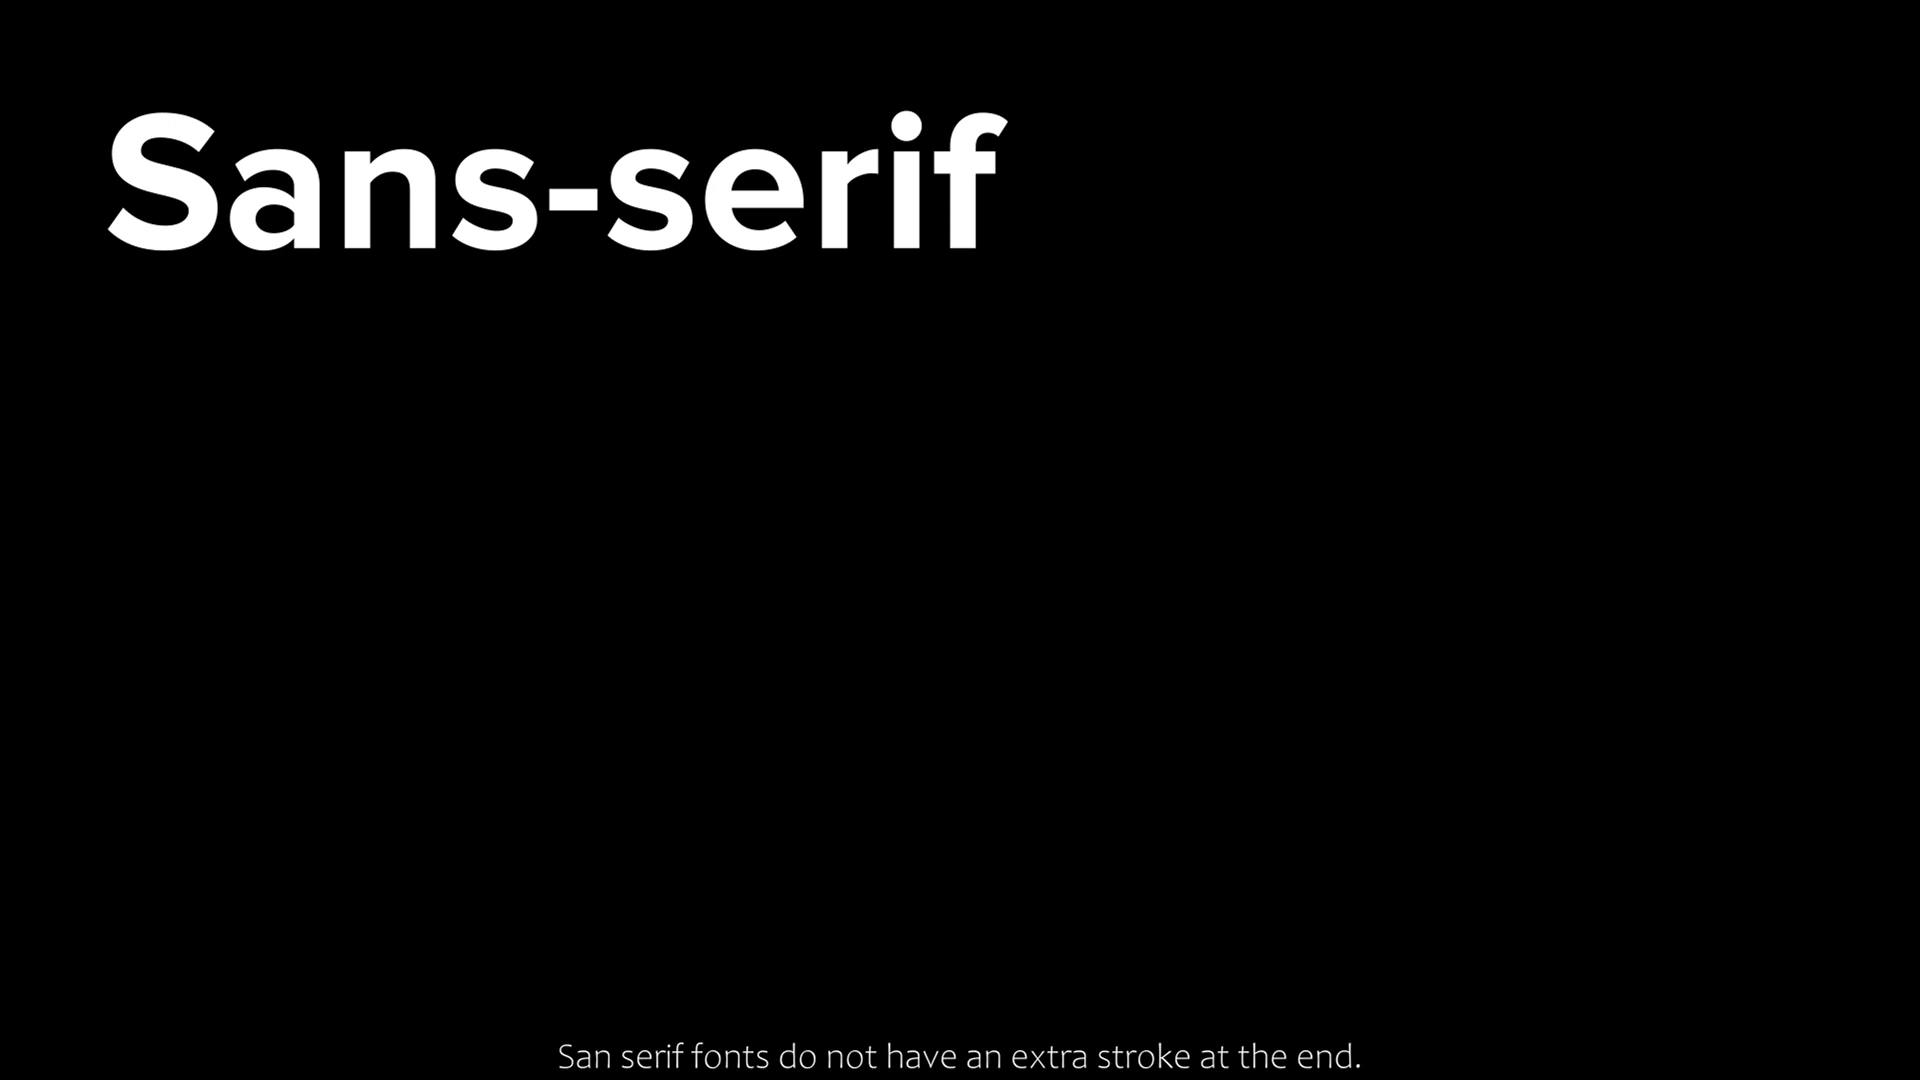 Sans-serif
San serif fonts do not have an extra stroke at the end.